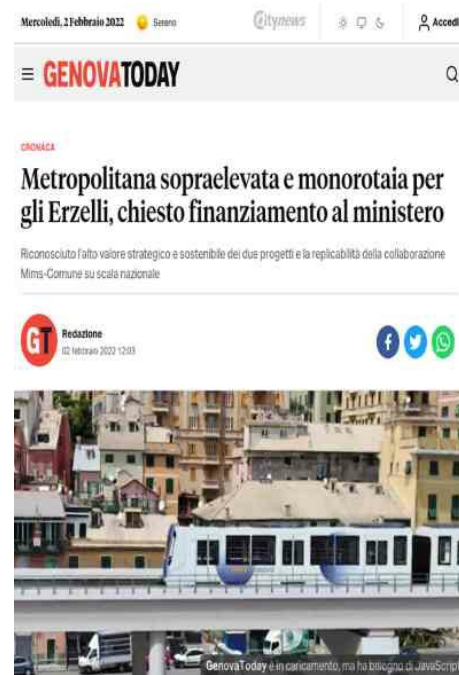 Mercoledì, 2 Febbraio 2022 Sereno citynews Accedi
GENOVATODAY
CRONACA
Metropolitana sopraelevata e monorotaia per
gli Erzelli, chiesto finanziamento al ministero
Riconosciuto l'alto valore strategico e sostenibile dei due progetti e la replicabilità della collaborazione
Mims-Comune su scala nazionale
GT
Redazione
02 febbraio 2022 12:03
GenovaToday è in caricamento, ma ha bisogno di JavaScript